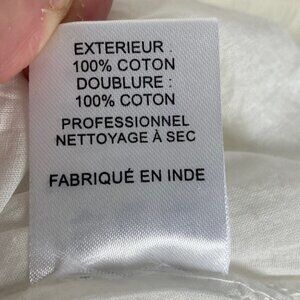 EXTERIEUR :
100% COTON
DOUBLURE :
100% COTON
PROFESSIONNEL
NETTOYAGE À SEC
FABRIQUÉ EN INDE